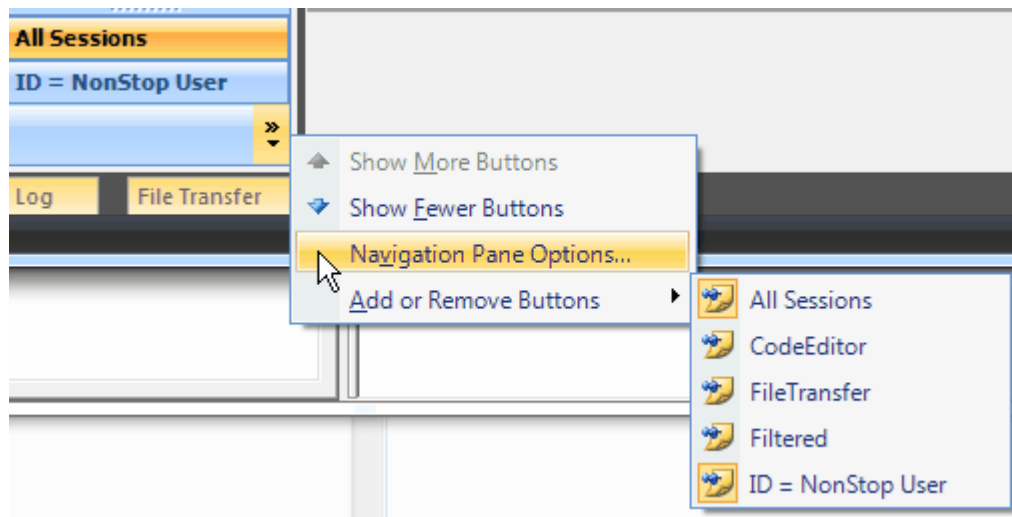 All Sessions
ID = NonStop User
»
Show More Buttons
Log
File Transfer
Show Fewer Buttons
Navigation Pane Options...
Add or Remove Buttons
All Sessions
CodeEditor
FileTransfer
Filtered
ID = NonStop User